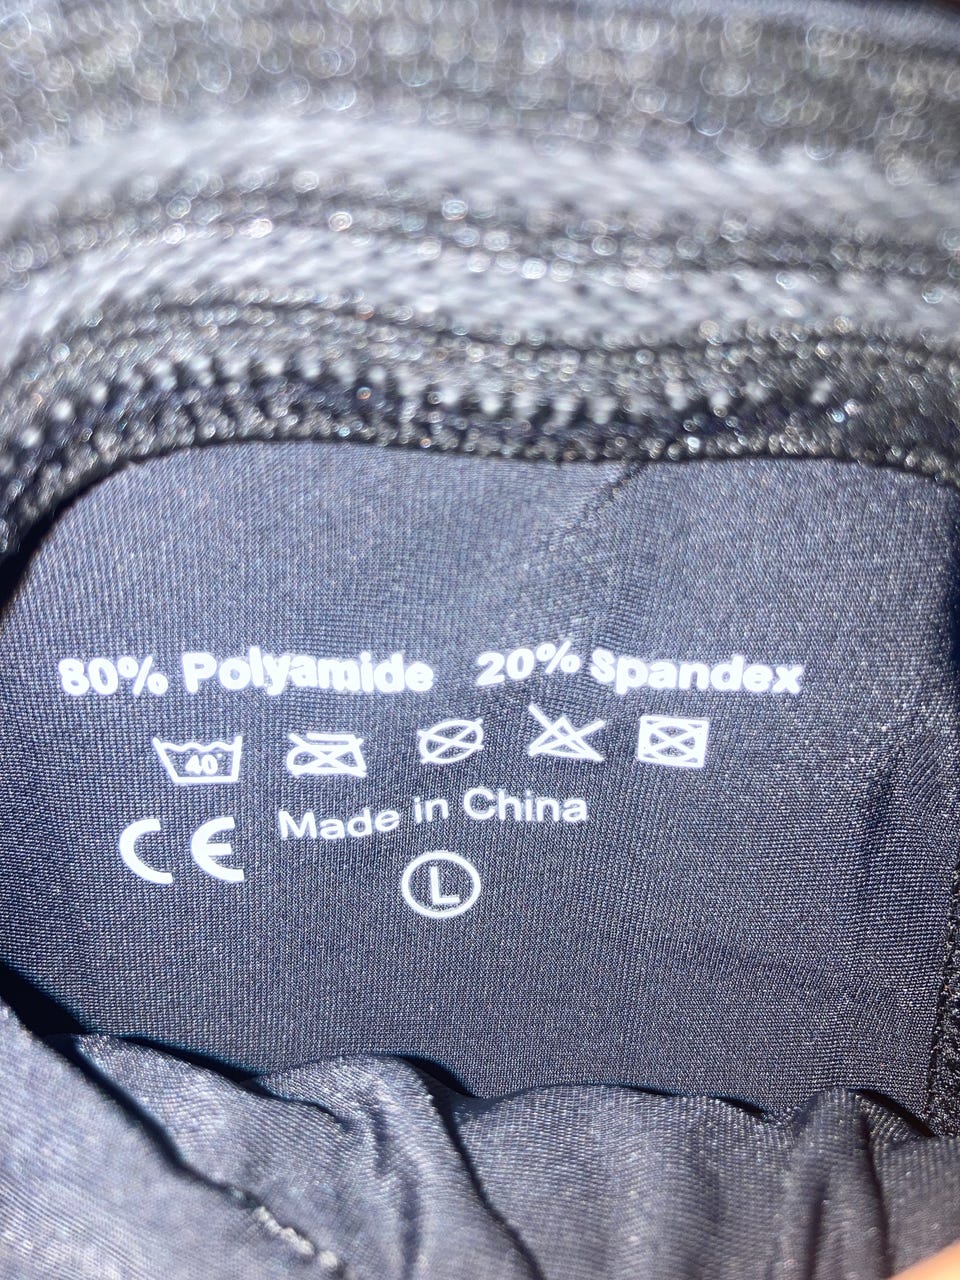 80% Polyamide 20% Spandex
40
CE Made in China
L